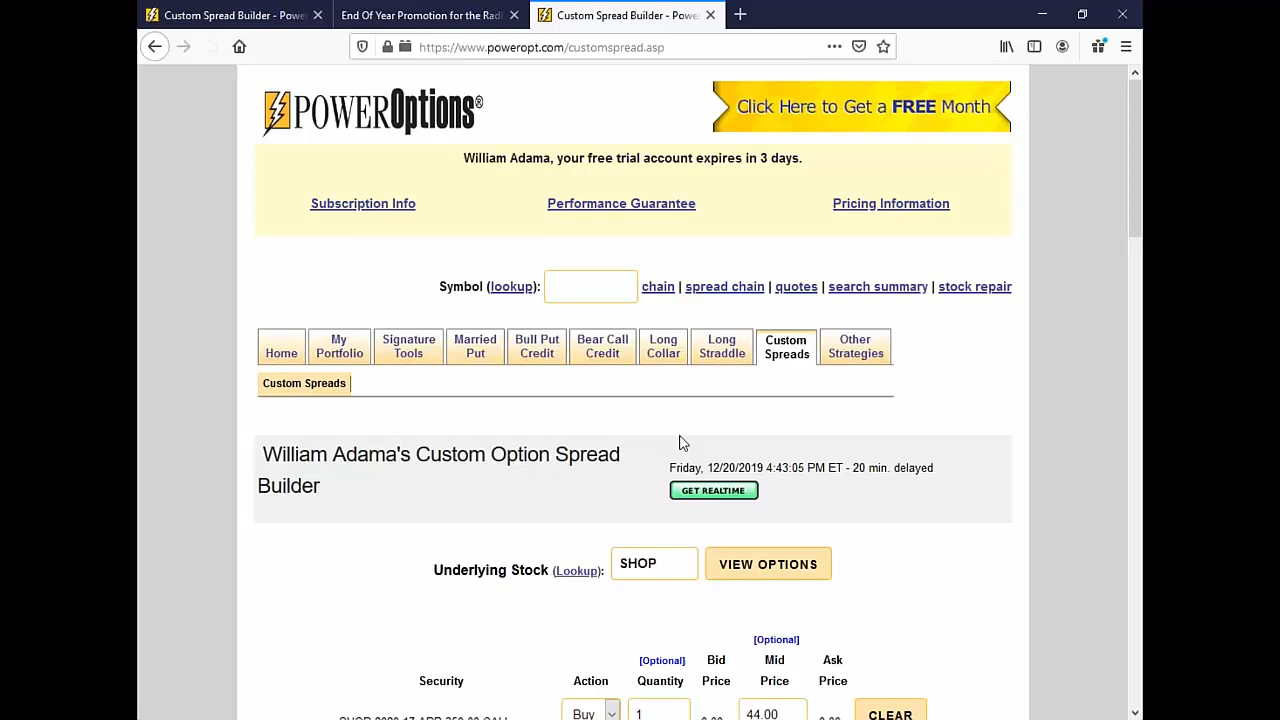 Custom Spread Builder - Powe
End Of Year Promotion for the Radi
Custom Spread Builder - Powe
https://www.poweropt.com/customspread.asp
POWEROptions®
Click Here to Get a FREE Month
William Adama, your free trial account expires in 3 days.
Subscription Info
Performance Guarantee
Pricing Information
Symbol (lookup): chain | spread chain | quotes | search summary | stock repair
Home
My Portfolio
Signature Tools
Married Put
Bull Put Credit
Bear Call Credit
Long Collar
Long Straddle
Custom Spreads
Other Strategies
Custom Spreads
William Adama's Custom Option Spread
Builder
Friday, 12/20/2019 4:43:05 PM ET - 20 min. delayed
GET REALTIME
Underlying Stock (Lookup): SHOP VIEW OPTIONS
[Optional]
[Optional] Bid Mid Ask
Security Action Quantity Price Price Price
Buy 1 44.00 CLEAR